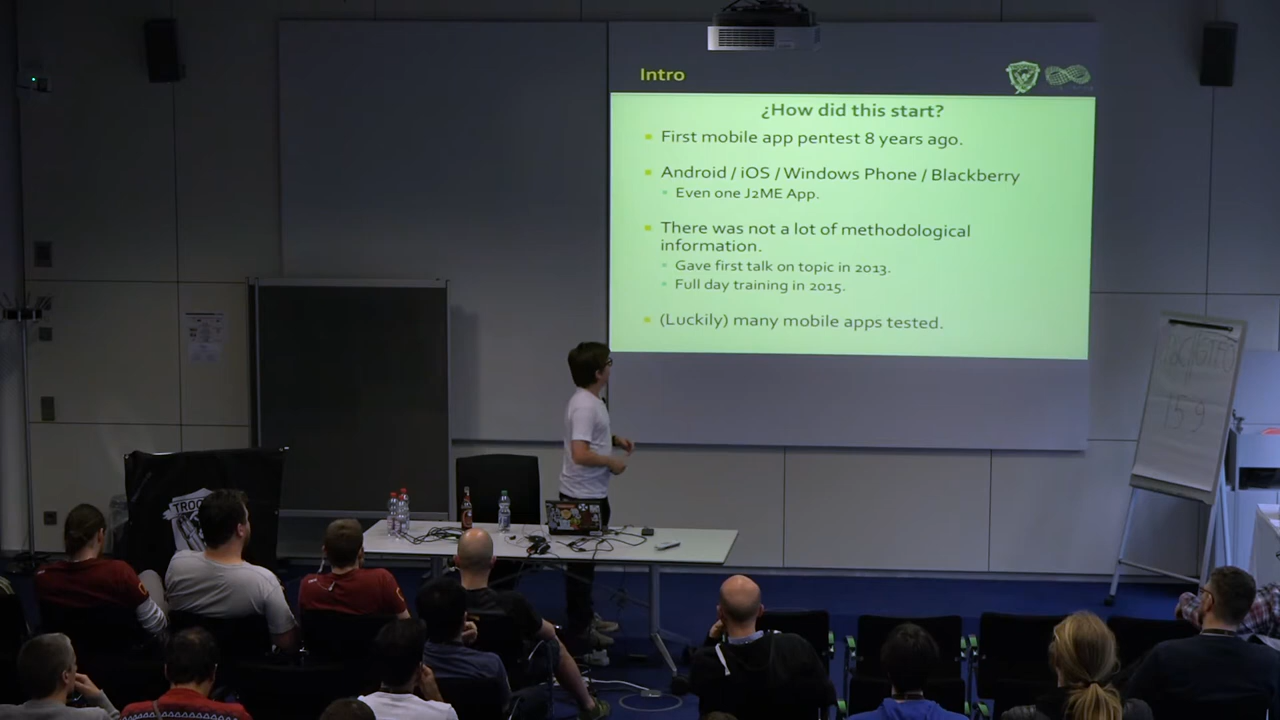 Intro
¿How did this start?
First mobile app pentest 8 years ago.
Android / iOS / Windows Phone / Blackberry
Even one J2ME App.
There was not a lot of methodological
information.
Gave first talk on topic in 2013.
Full day training in 2015.
(Luckily) many mobile apps tested.